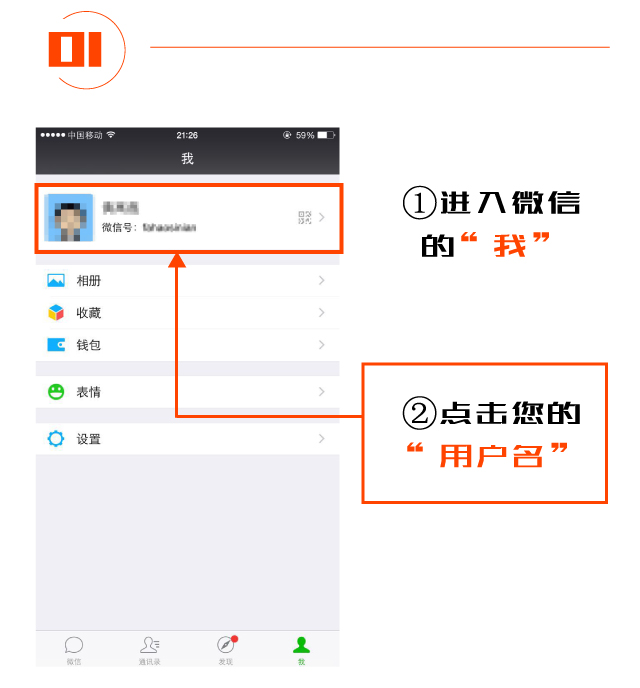 01
中国移动
21:26
59%
我
微信号:
相册
收藏
钱包
表情
设置
微信
通讯录
发现
我
①进入微信
的“我”
②点击您的
“用户名”